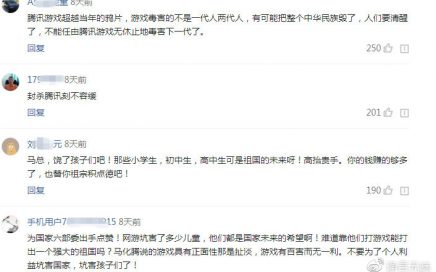 8天前
腾讯游戏超越当年的鸦片，游戏毒害的不是一代人两代人，有可能把整个中华民族毁了，人们要清醒
了，不能任由腾讯游戏无休止地毒害下一代了。
回复 250
179 8天前
封杀腾讯刻不容缓
回复 201
刘 元 8天前
马总，饶了孩子们吧！那些小学生，初中生，高中生可是祖国的未来呀！高抬贵手。你的钱赚的够多
了，也替你祖宗积点德吧！
回复 190
手机用户7 15 8天前
为国家六部委出手点赞！网游坑害了多少儿童，他们都是国家未来的希望啊！难道靠他们打游戏能打
出一个强大的祖国吗？马化腾说的游戏具有正面性那是扯淡，游戏有百害而无一利。不要为了个人利
益坑害国家，坑害孩子们了！
回复